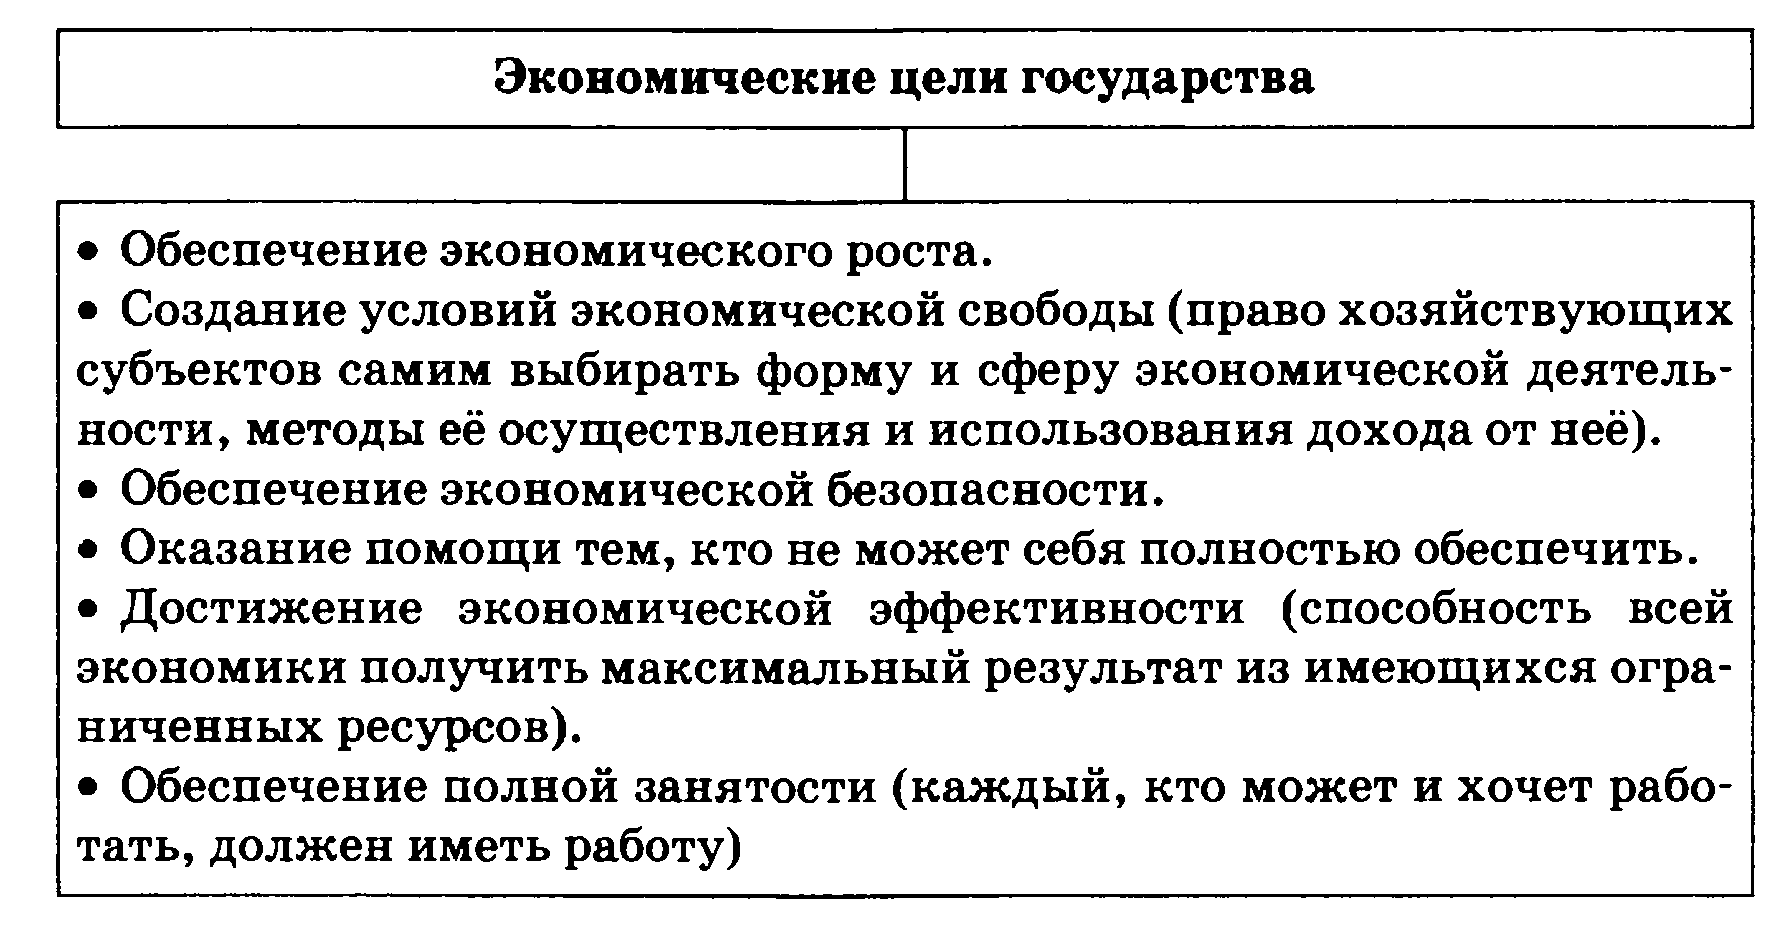 Экономические цели государства
• Обеспечение экономического роста.
• Создание условий экономической свободы (право хозяйствующих
субъектов самим выбирать форму и сферу экономической деятель-
ности, методы её осуществления и использования дохода от неё).
• Обеспечение экономической безопасности.
• Оказание помощи тем, кто не может себя полностью обеспечить.
• Достижение экономической эффективности (способность всей
экономики получить максимальный результат из имеющихся огра-
ниченных ресурсов).
• Обеспечение полной занятости (каждый, кто может и хочет рабо-
тать, должен иметь работу)